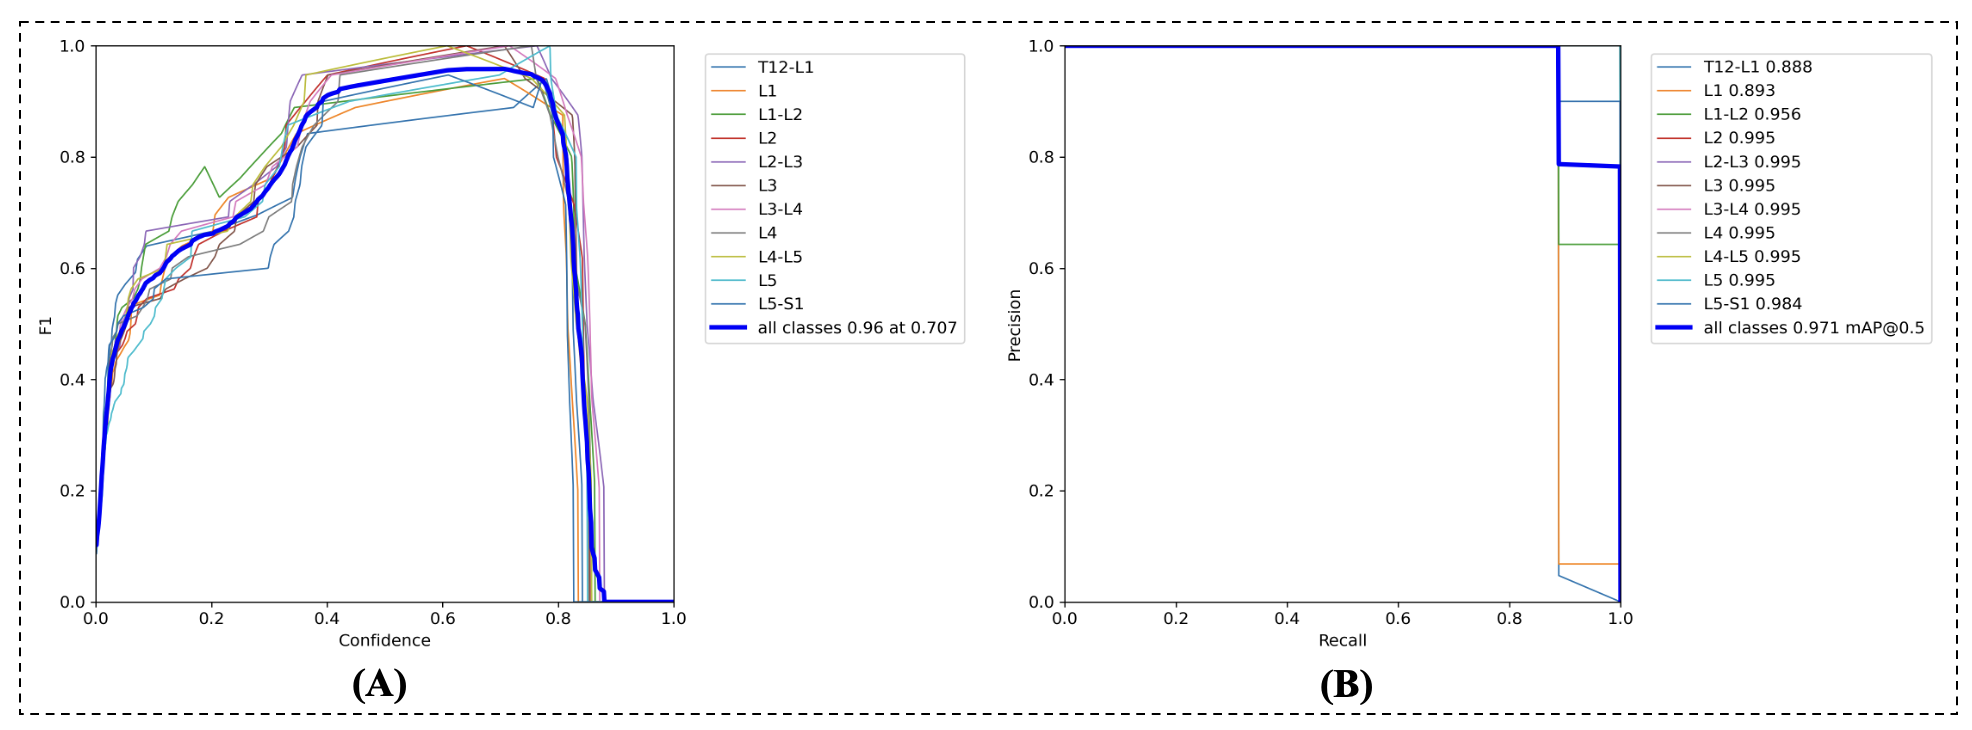 1.0
0.8
0.6
0.4
0.2
0.0
F1
0.0 0.2 0.4 0.6 0.8 1.0
Confidence
T12-L1
L1
L1-L2
L2
L2-L3
L3
L3-L4
L4
L4-L5
L5
L5-S1
all classes 0.96 at 0.707
(A)
1.0
0.8
0.6
0.4
0.2
0.0
Precision
0.0 0.2 0.4 0.6 0.8 1.0
Recall
T12-L1 0.888
L1 0.893
L1-L2 0.956
L2 0.995
L2-L3 0.995
L3 0.995
L3-L4 0.995
L4 0.995
L4-L5 0.995
L5 0.995
L5-S1 0.984
all classes 0.971 mAP@0.5
(B)